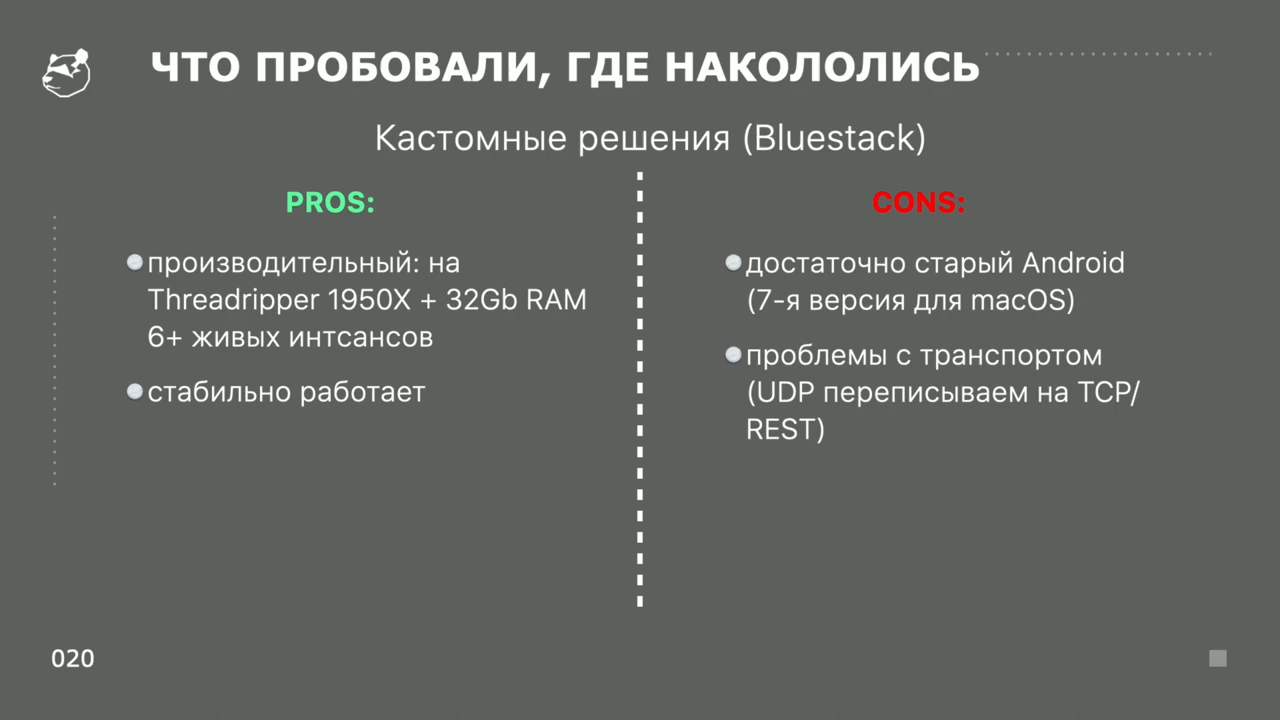 ЧТО ПРОБОВАЛИ, ГДЕ НАКОЛОЛИСЬ
Кастомные решения (Bluestack)
PROS:
производительный: на
Threadripper 1950X + 32Gb RAM
6+ живых интсансов
стабильно работает
CONS:
достаточно старый Android
(7-я версия для macOS)
проблемы с транспортом
(UDP переписываем на TCP/
REST)
020